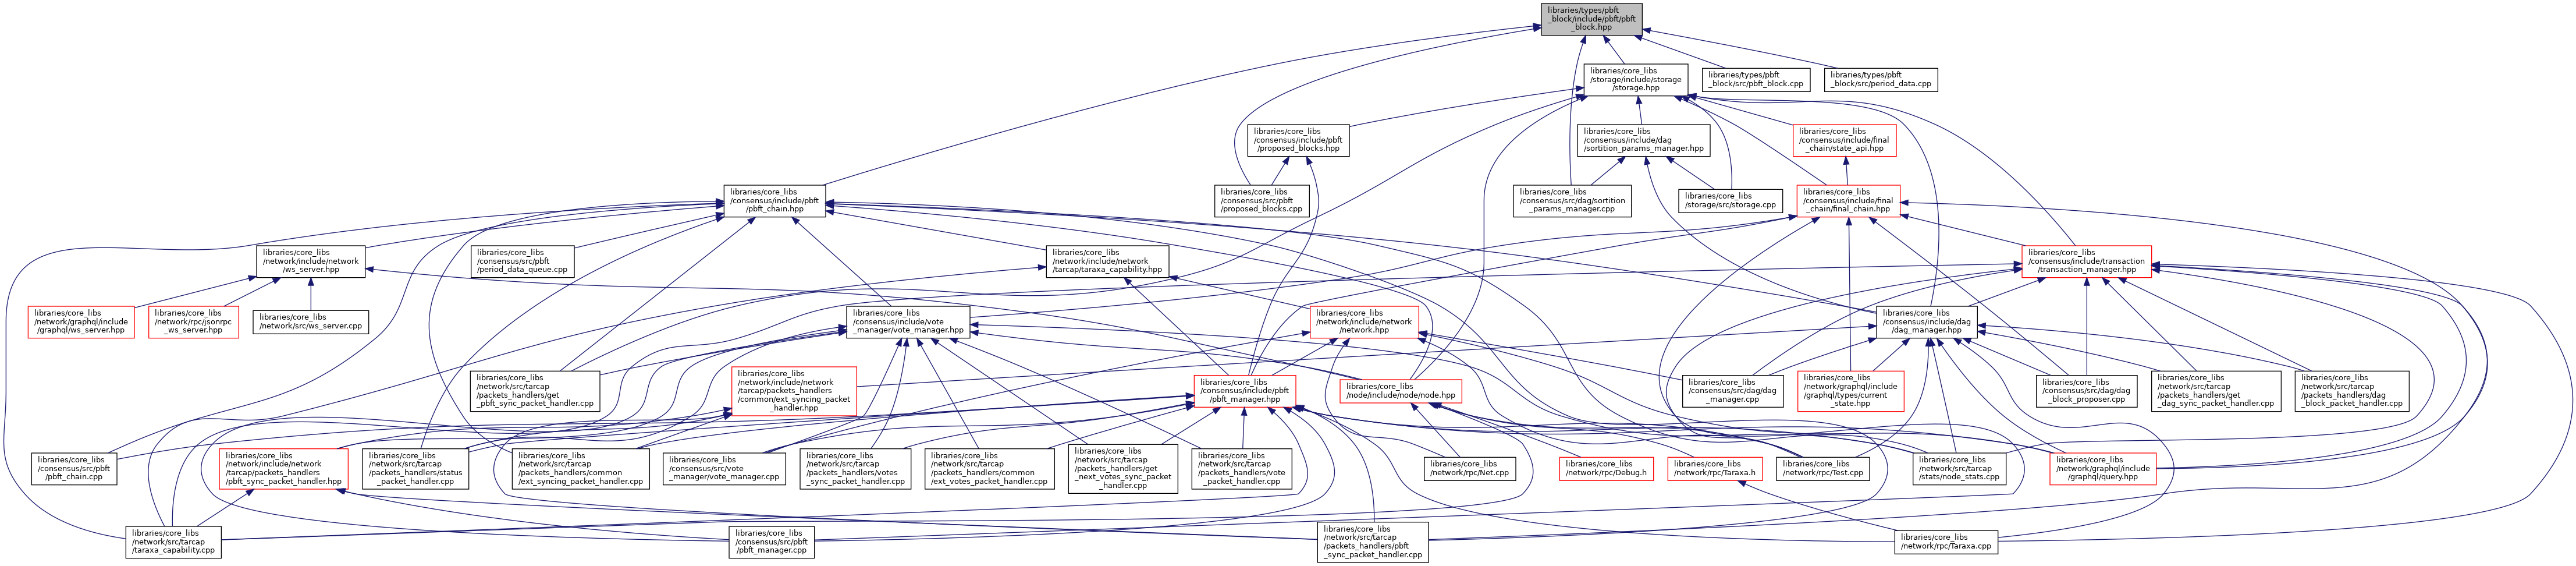 libraries/types/pbft
_block/include/pbft/pbft
_block.hpp
libraries/core_libs
/storage/include/storage
/storage.hpp
libraries/types/pbft
_block/src/pbft_block.cpp
libraries/types/pbft
_block/src/period_data.cpp
libraries/core_libs
/consensus/include/pbft
/proposed_blocks.hpp
libraries/core_libs
/consensus/include/dag
/sortition_params_manager.hpp
libraries/core_libs
/consensus/include/final
_chain/state_api.hpp
libraries/core_libs
/consensus/include/pbft
/pbft_chain.hpp
libraries/core_libs
/consensus/src/pbft
/proposed_blocks.cpp
libraries/core_libs
/consensus/src/dag/sortition
_params_manager.cpp
libraries/core_libs
/storage/src/storage.cpp
libraries/core_libs
/consensus/include/final
_chain/final_chain.hpp
libraries/core_libs
/network/include/network
/ws_server.hpp
libraries/core_libs
/consensus/src/pbft
/period_data_queue.cpp
libraries/core_libs
/network/include/network
/tarcap/taraxa_capability.hpp
libraries/core_libs
/consensus/include/transaction
/transaction_manager.hpp
libraries/core_libs
/network/graphql/include
/graphql/ws_server.hpp
libraries/core_libs
/network/rpc/jsonrpc
_ws_server.hpp
libraries/core_libs
/network/src/ws_server.cpp
libraries/core_libs
/consensus/include/vote
_manager/vote_manager.hpp
libraries/core_libs
/network/include/network
/network.hpp
libraries/core_libs
/consensus/include/dag
/dag_manager.hpp
libraries/core_libs
/network/src/tarcap
/packets_handlers/get
_pbft_sync_packet_handler.cpp
libraries/core_libs
/network/include/network
/tarcap/packets_handlers
/common/ext_syncing_packet
_handler.hpp
libraries/core_libs
/consensus/include/pbft
/pbft_manager.hpp
libraries/core_libs
/node/include/node/node.hpp
libraries/core_libs
/consensus/src/dag/dag
_manager.cpp
libraries/core_libs
/network/graphql/include
/graphql/types/current
_state.hpp
libraries/core_libs
/consensus/src/dag/dag
_block_proposer.cpp
libraries/core_libs
/network/src/tarcap
/packets_handlers/get
_dag_sync_packet_handler.cpp
libraries/core_libs
/network/src/tarcap
/packets_handlers/dag
_block_packet_handler.cpp
libraries/core_libs
/consensus/src/pbft
/pbft_chain.cpp
libraries/core_libs
/network/include/network
/tarcap/packets_handlers
/pbft_sync_packet_handler.hpp
libraries/core_libs
/network/src/tarcap
/packets_handlers/status
_packet_handler.cpp
libraries/core_libs
/network/src/tarcap
/packets_handlers/common
/ext_syncing_packet_handler.cpp
libraries/core_libs
/consensus/src/vote
_manager/vote_manager.cpp
libraries/core_libs
/network/src/tarcap
/packets_handlers/votes
_sync_packet_handler.cpp
libraries/core_libs
/network/src/tarcap
/packets_handlers/common
/ext_votes_packet_handler.cpp
libraries/core_libs
/network/src/tarcap
/packets_handlers/get
_next_votes_sync_packet
_handler.cpp
libraries/core_libs
/network/src/tarcap
/packets_handlers/vote
_packet_handler.cpp
libraries/core_libs
/network/rpc/Net.cpp
libraries/core_libs
/network/rpc/Debug.h
libraries/core_libs
/network/rpc/Taraxa.h
libraries/core_libs
/network/rpc/Test.cpp
libraries/core_libs
/network/src/tarcap
/stats/node_stats.cpp
libraries/core_libs
/network/graphql/include
/graphql/query.hpp
libraries/core_libs
/network/src/tarcap
/taraxa_capability.cpp
libraries/core_libs
/consensus/src/pbft
/pbft_manager.cpp
libraries/core_libs
/network/src/tarcap
/packets_handlers/pbft
_sync_packet_handler.cpp
libraries/core_libs
/network/rpc/Taraxa.cpp